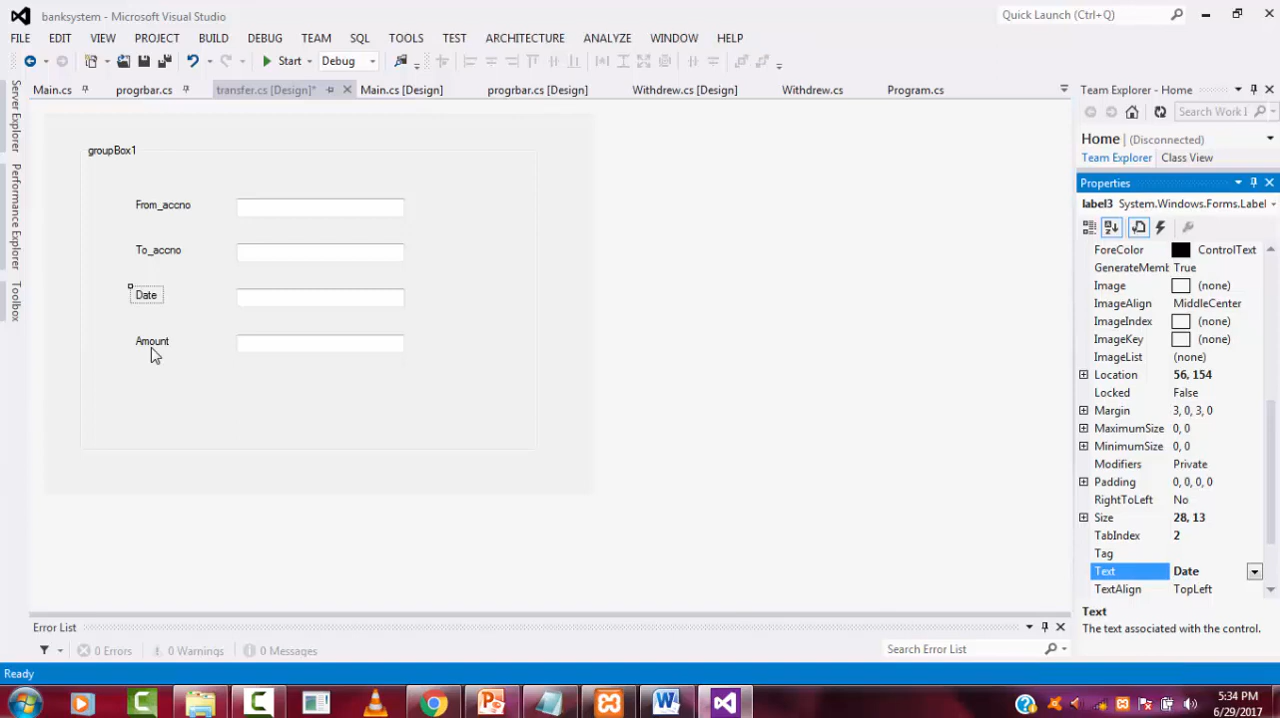 banksystem - Microsoft Visual Studio
Quick Launch (Ctrl+Q)
FILE EDIT VIEW PROJECT BUILD DEBUG TEAM SQL TOOLS TEST ARCHITECTURE ANALYZE WINDOW HELP
Start Debug
Main.cs progrbar.cs transfer.cs [Design]* Main.cs [Design] progrbar.cs [Design] Withdrew.cs [Design] Withdrew.cs Program.cs
Server Explorer
Performance Explorer
Toolbox
groupBox1
From_accno
To_accno
Date
Amount
Team Explorer - Home
Search Work I
Home | (Disconnected)
Team Explorer Class View
Properties
label3 System.Windows.Forms.Label
ForeColor ControlText
GenerateMemb True
Image (none)
ImageAlign MiddleCenter
ImageIndex (none)
ImageKey (none)
ImageList (none)
Location 56, 154
Locked False
Margin 3, 0, 3, 0
MaximumSize 0, 0
MinimumSize 0, 0
Modifiers Private
Padding 0, 0, 0, 0
RightToLeft No
Size 28, 13
TabIndex 2
Tag
Text Date
TextAlign TopLeft
Text
The text associated with the control.
Error List
0 Errors 0 Warnings 0 Messages
Search Error List
Ready
5:34 PM
6/29/2017